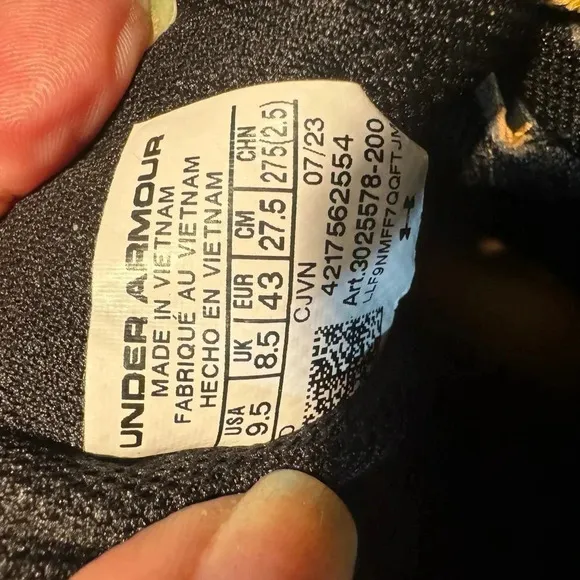 UNDER ARMOUR
MADE IN VIETNAM
FABRIQUÉ AU VIETNAM
HECHO EN VIETNAM
USA UK EUR CM CHN
9.5 8.5 43 27.5 275(2.5)
CJVN 07/23
4217562554
Art.3025578-200